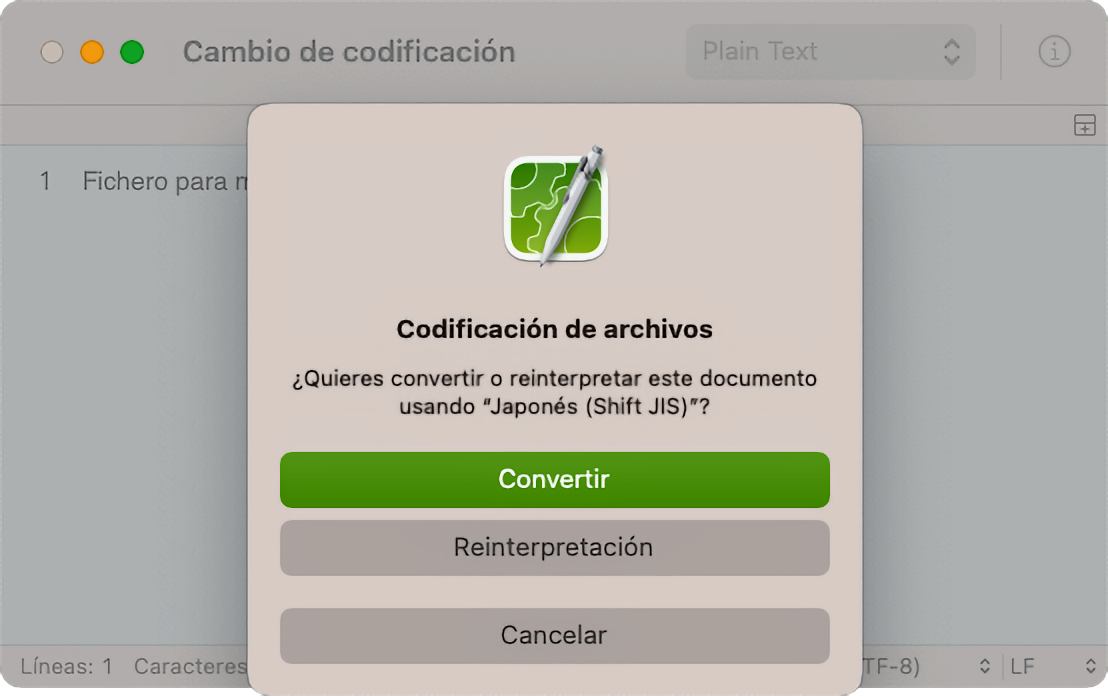 Cambio de codificación
Plain Text
1 Fichero para
Codificación de archivos
¿Quieres convertir o reinterpretar este documento
usando “Japonés (Shift JIS)”?
Convertir
Reinterpretación
Cancelar
Líneas: 1 Caracteres
TF-8) LF